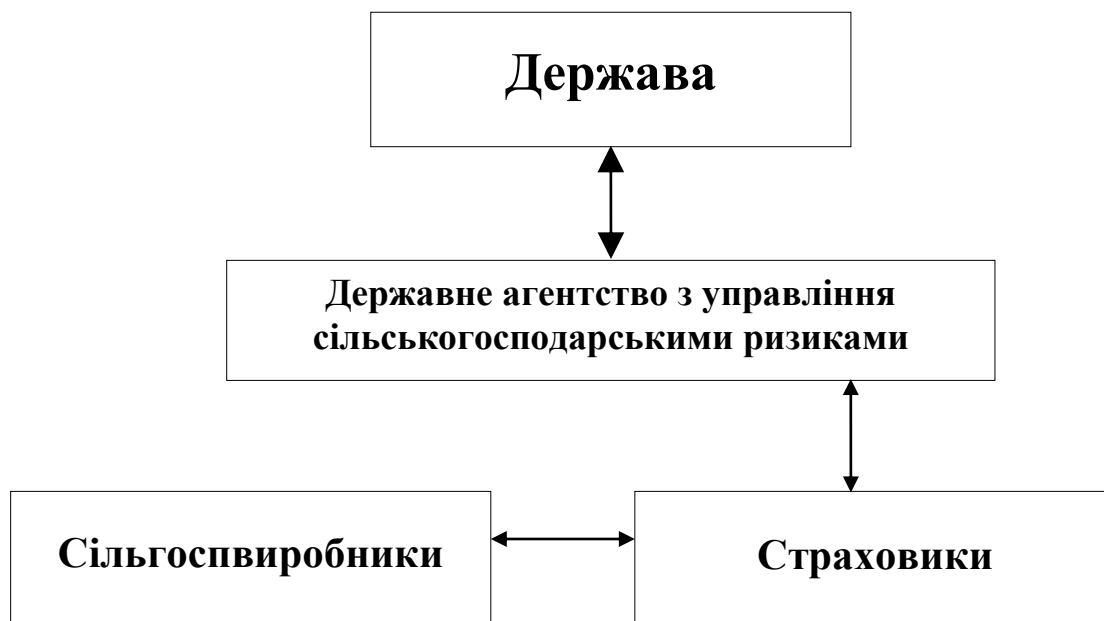 Держава
Державне агентство з управління
сільськогосподарськими ризиками
Сільгоспвиробники
Страховики